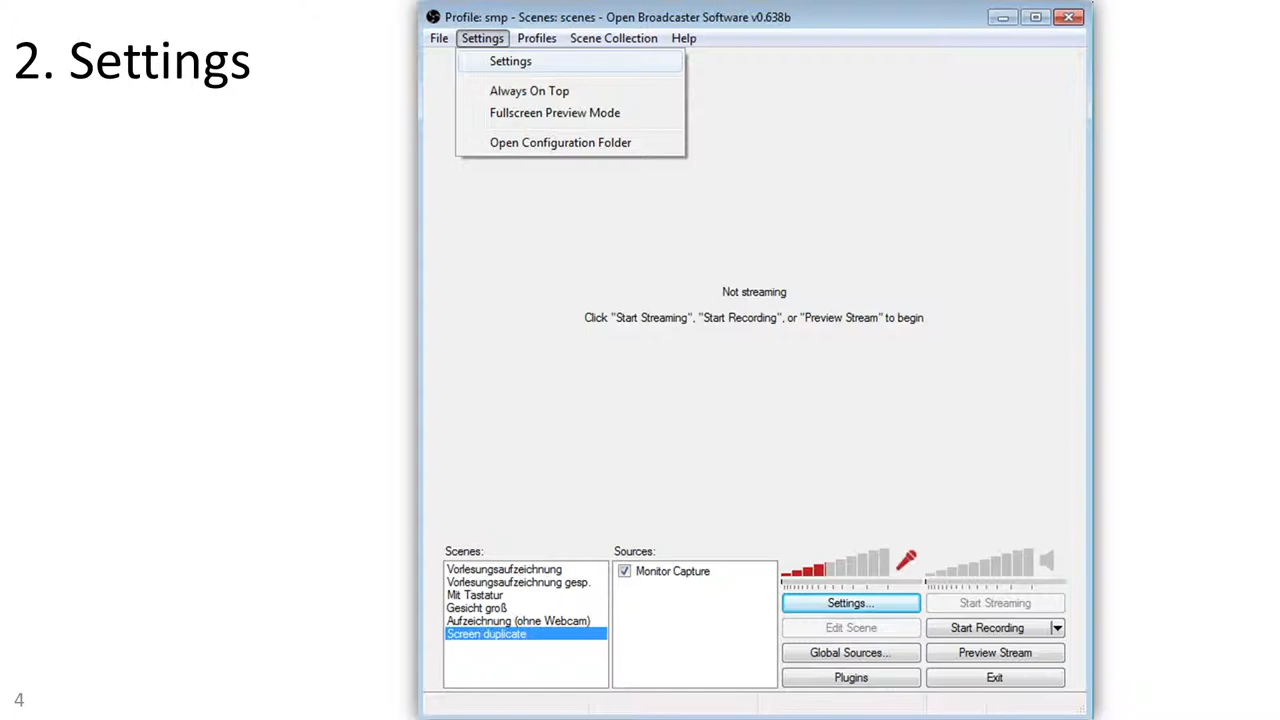 2. Settings
Profile: smp - Scenes: scenes - Open Broadcaster Software v0.638b
File Settings Profiles Scene Collection Help
Settings
Always On Top
Fullscreen Preview Mode
Open Configuration Folder
Not streaming
Click "Start Streaming", "Start Recording", or "Preview Stream" to begin
Scenes:
Vorlesungsaufzeichnung
Vorlesungsaufzeichnung gesp.
Mit Tastatur
Gesicht groß
Aufzeichnung (ohne Webcam)
Screen duplicate
Sources:
Monitor Capture
Settings... Start Streaming
Edit Scene Start Recording
Global Sources... Preview Stream
Plugins Exit
4